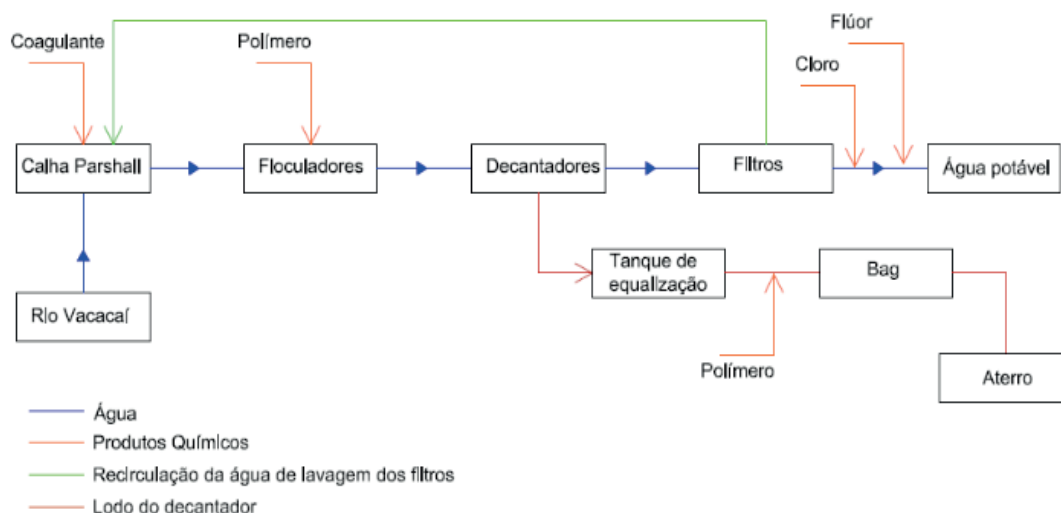 Flúor
Coagulante
Polímero
Cloro
Calha Parshall
Floculadores
Decantadores
Filtros
Água potável
Tanque de
equalização
Bag
Rio Vacacaí
Polímero
Aterro
Água
Produtos Químicos
Recirculação da água de lavagem dos filtros
Lodo do decantador